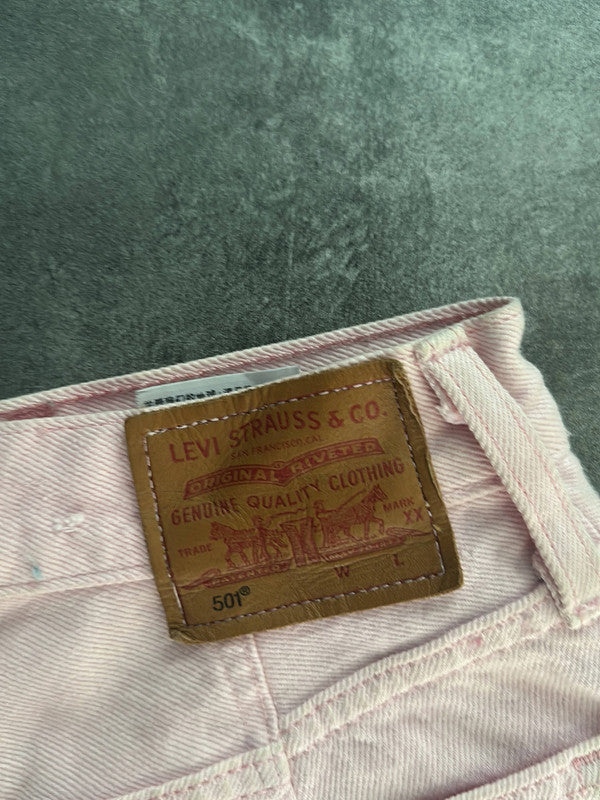 LEVI STRAUSS & CO.
SAN FRANCISCO, CAL.
ORIGINAL RIVETED
GENUINE QUALITY CLOTHING
TRADE MARK
XX
W L
501®